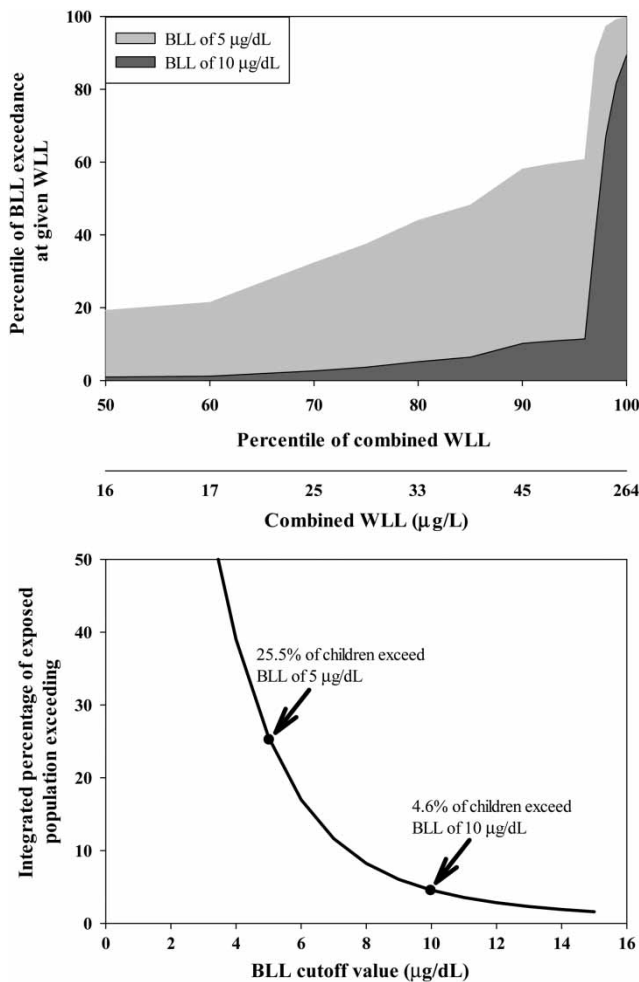 100
BLL of 5 µg/dL
BLL of 10 µg/dL
80
60
40
20
0
Percentile of BLL exceedance
at given WLL
50 60 70 80 90 100
Percentile of combined WLL
16 17 25 33 45 264
Combined WLL (µg/L)
50
40
30
20
10
0
Integrated percentage of exposed
population exceeding
25.5% of children exceed
BLL of 5 µg/dL
4.6% of children exceed
BLL of 10 µg/dL
0 2 4 6 8 10 12 14 16
BLL cutoff value (µg/dL)